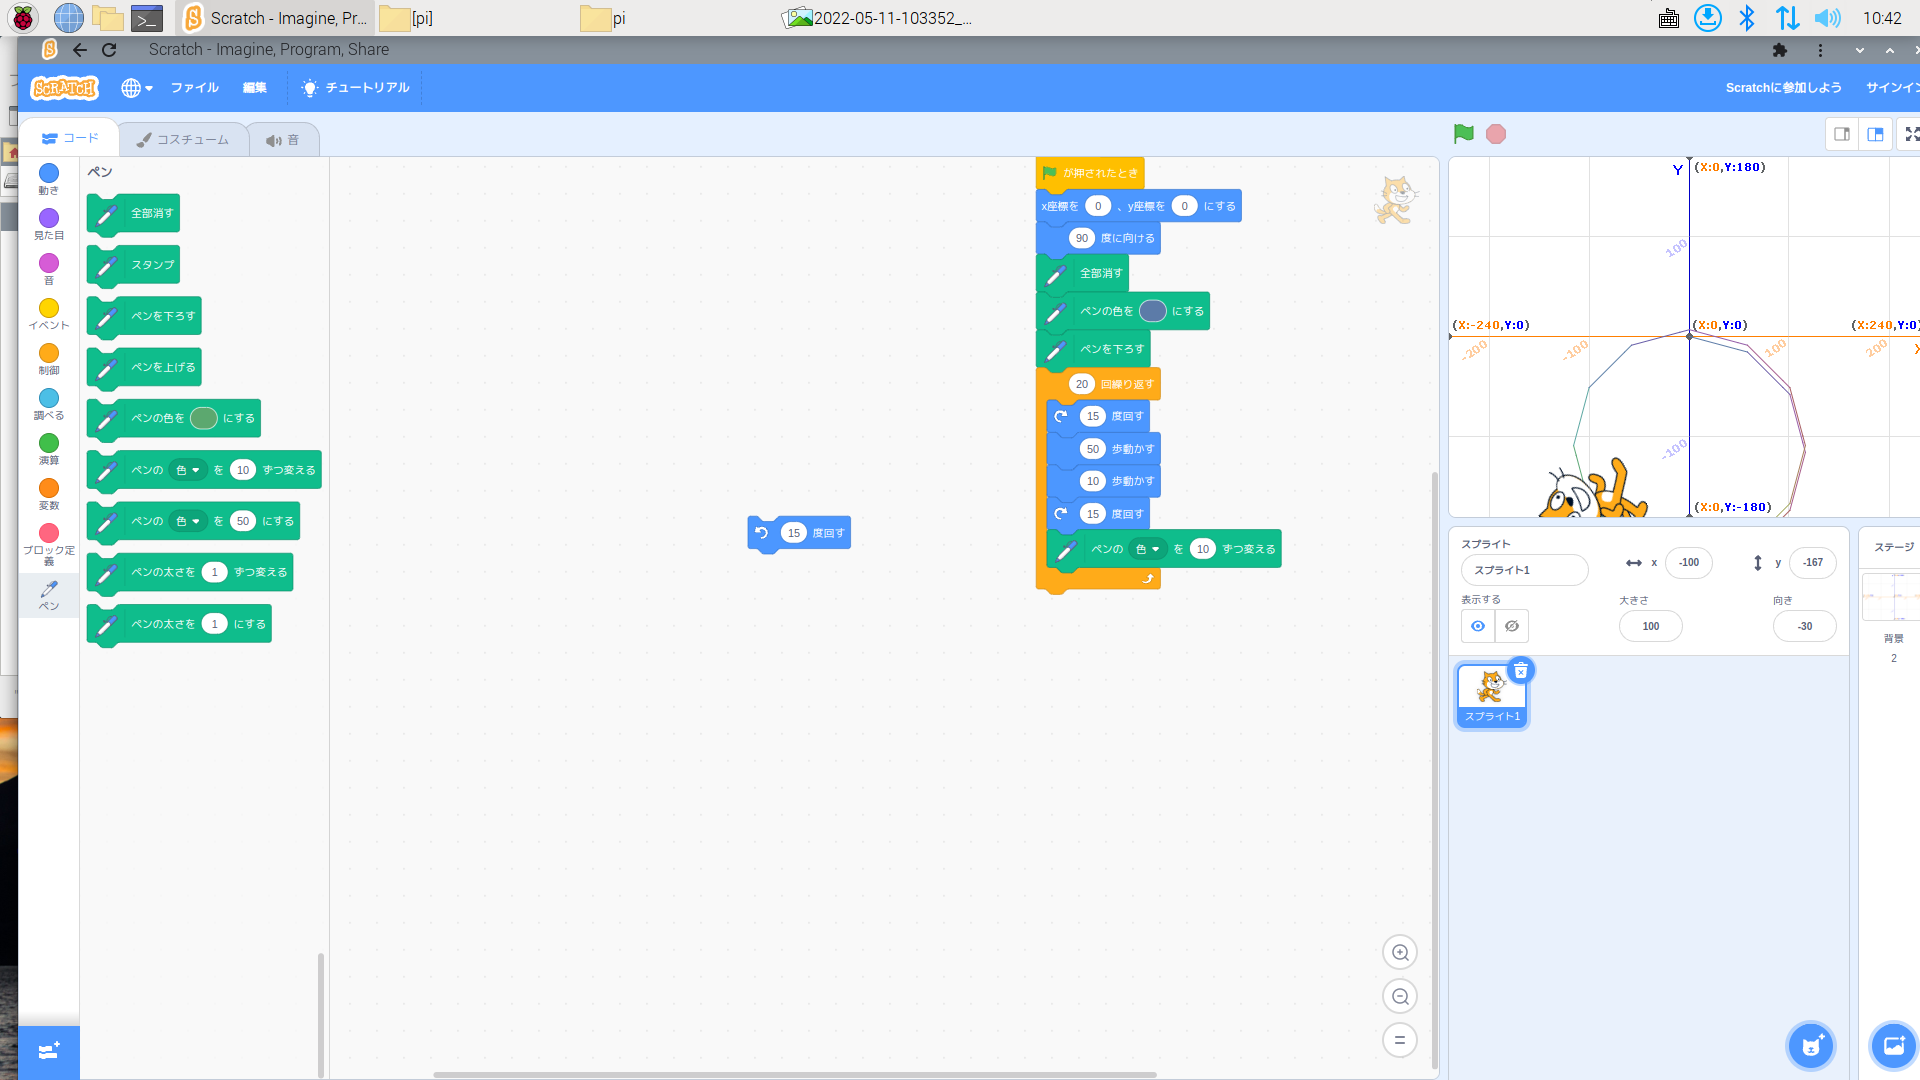 Scratch - Imagine, Pr...
[pi]
pi
2022-05-11-103352_...
10:42
Scratch - Imagine, Program, Share
SCRATCH
ファイル
編集
チュートリアル
Scratchに参加しよう
サインイン
コード
コスチューム
音
動き
見た目
音
イベント
制御
調べる
演算
変数
ブロック定
義
ペン
ペン
全部消す
スタンプ
ペンを下ろす
ペンを上げる
ペンの色を にする
ペンの 色 を 10 ずつ変える
ペンの 色 を 50 にする
ペンの太さを 1 ずつ変える
ペンの太さを 1 にする
15 度回す
が押されたとき
x座標を 0 、y座標を 0 にする
90 度に向ける
全部消す
ペンの色を にする
ペンを下ろす
20 回繰り返す
15 度回す
50 歩動かす
10 歩動かす
15 度回す
ペンの 色 を 10 ずつ変える
Y
(X:0,Y:180)
100
(X:-240,Y:0)
(X:0,Y:0)
(X:240,Y:0)
-200
-100
100
200
X
-100
(X:0,Y:-180)
スプライト
スプライト1
x
-100
y
-167
表示する
大きさ
100
向き
-30
スプライト1
ステージ
背景
2